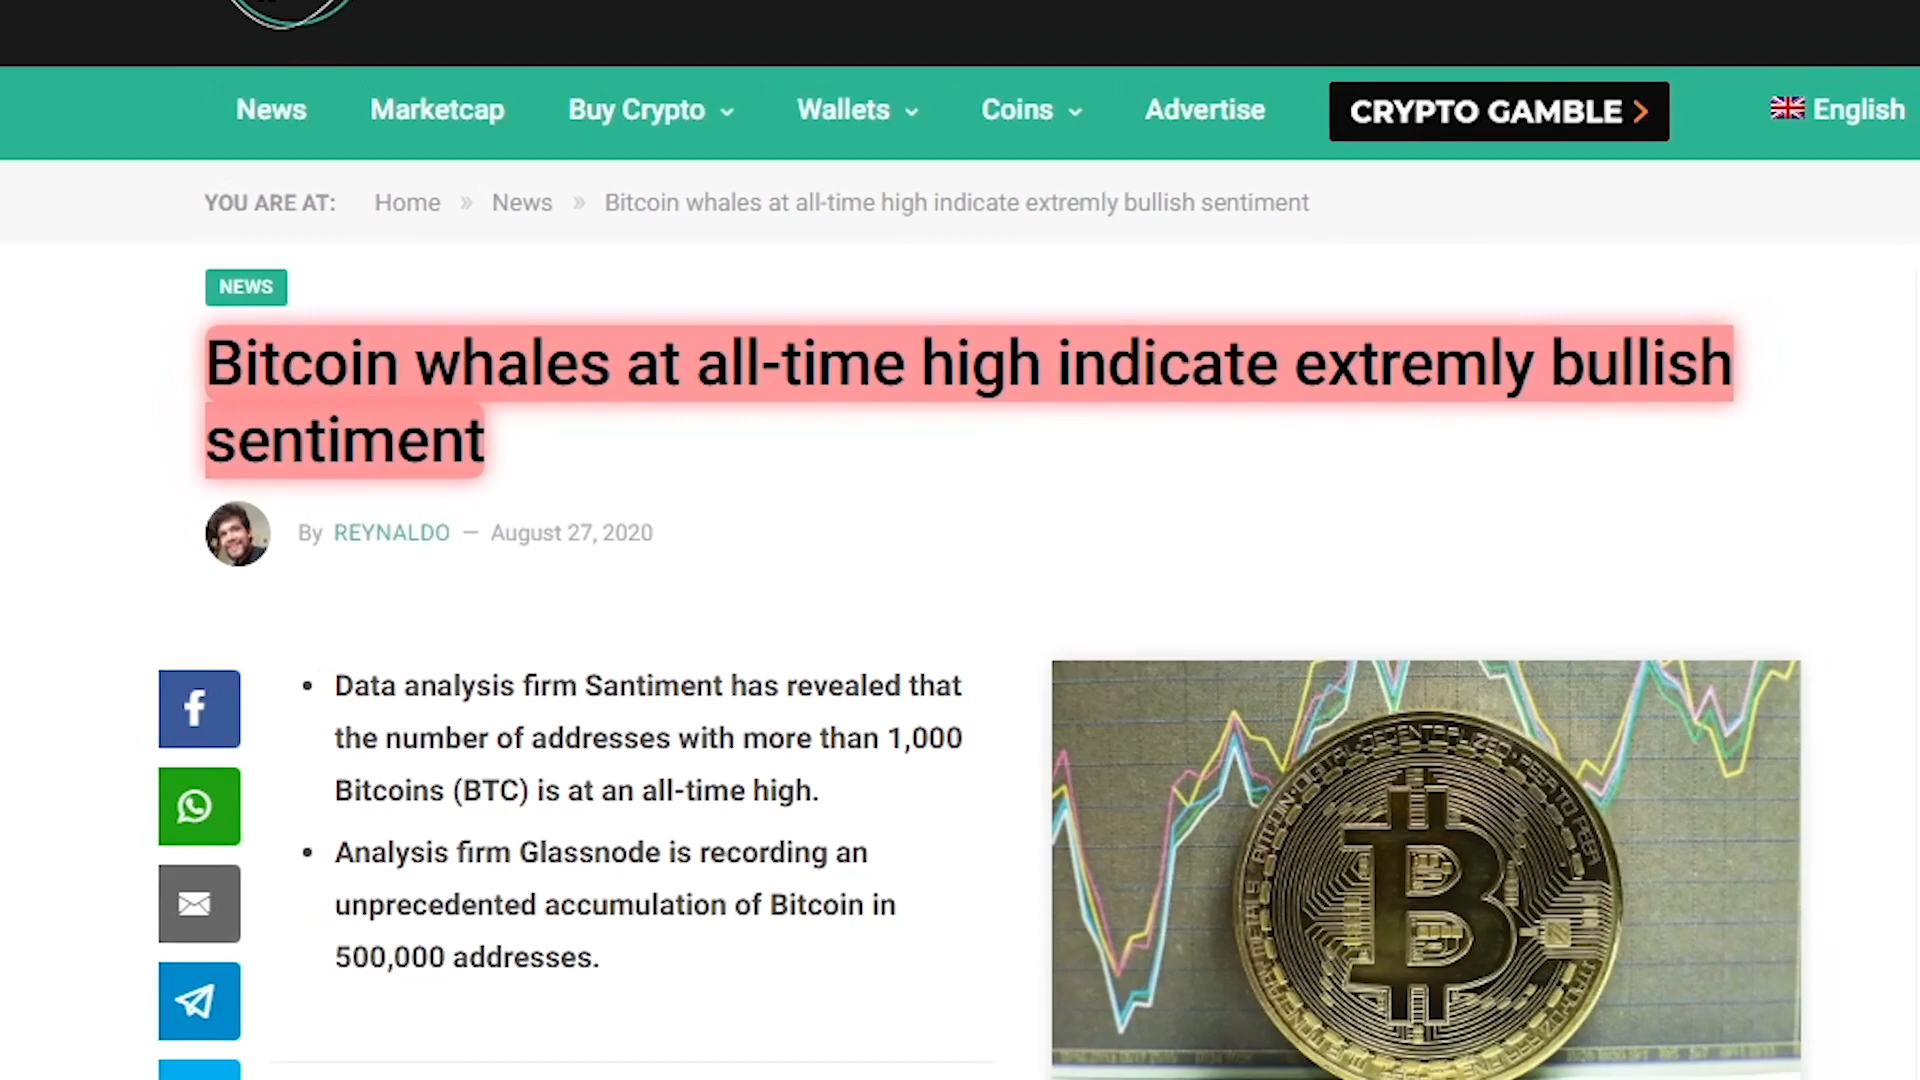 News Marketcap Buy Crypto Wallets Coins Advertise CRYPTO GAMBLE English
YOU ARE AT: Home » News » Bitcoin whales at all-time high indicate extremly bullish sentiment
NEWS
Bitcoin whales at all-time high indicate extremly bullish
sentiment
By REYNALDO — August 27, 2020
• Data analysis firm Santiment has revealed that
the number of addresses with more than 1,000
Bitcoins (BTC) is at an all-time high.
• Analysis firm Glassnode is recording an
unprecedented accumulation of Bitcoin in
500,000 addresses.